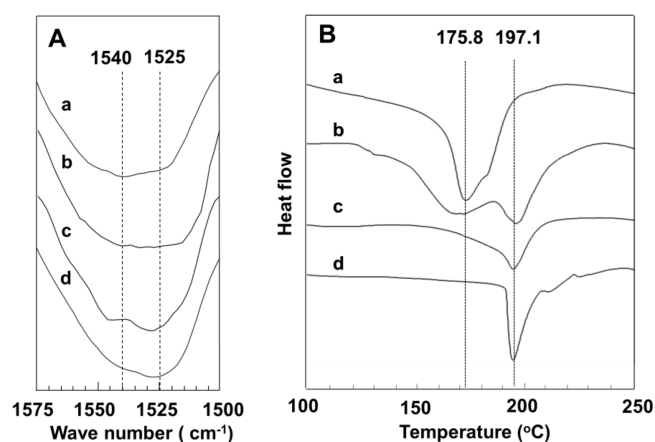 A
1540 1525
a
b
c
d
1575 1550 1525 1500
Wave number ( cm-1)
B
175.8 197.1
a
b
c
d
Heat flow
100 150 200 250
Temperature (oC)